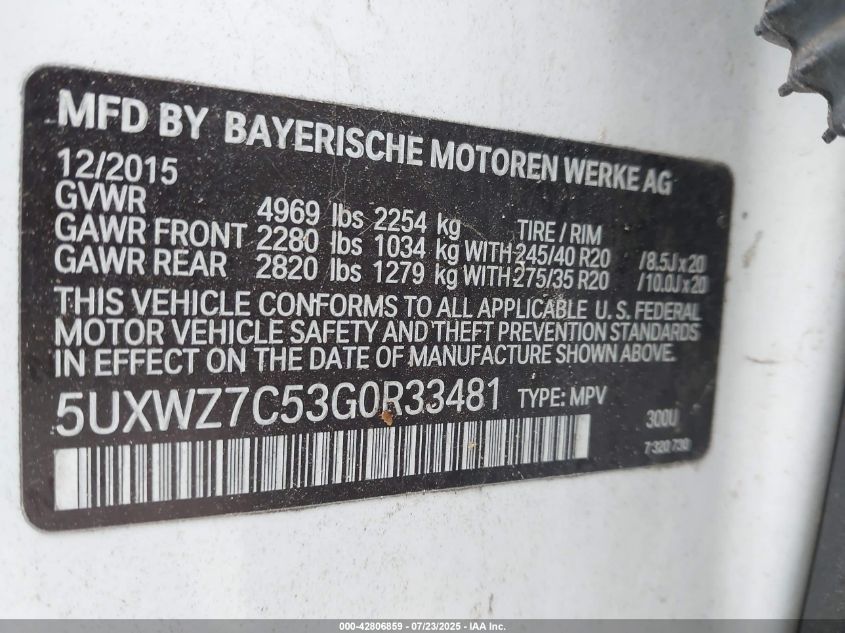 MFD BY BAYERISCHE MOTOREN WERKE AG
12/2015
GVWR 4969 lbs 2254 kg TIRE / RIM
GAWR FRONT 2280 lbs 1034 kg WITH 245/40 R20 /8.5J x 20
GAWR REAR 2820 lbs 1279 kg WITH 275/35 R20 /10.0J x 20
THIS VEHICLE CONFORMS TO ALL APPLICABLE U. S. FEDERAL
MOTOR VEHICLE SAFETY AND THEFT PREVENTION STANDARDS
IN EFFECT ON THE DATE OF MANUFACTURE SHOWN ABOVE.
5UXWZ7C53G0R33481 TYPE: MPV 300U
7 320 730
000-42806859 - 07/23/2025 - IAA Inc.